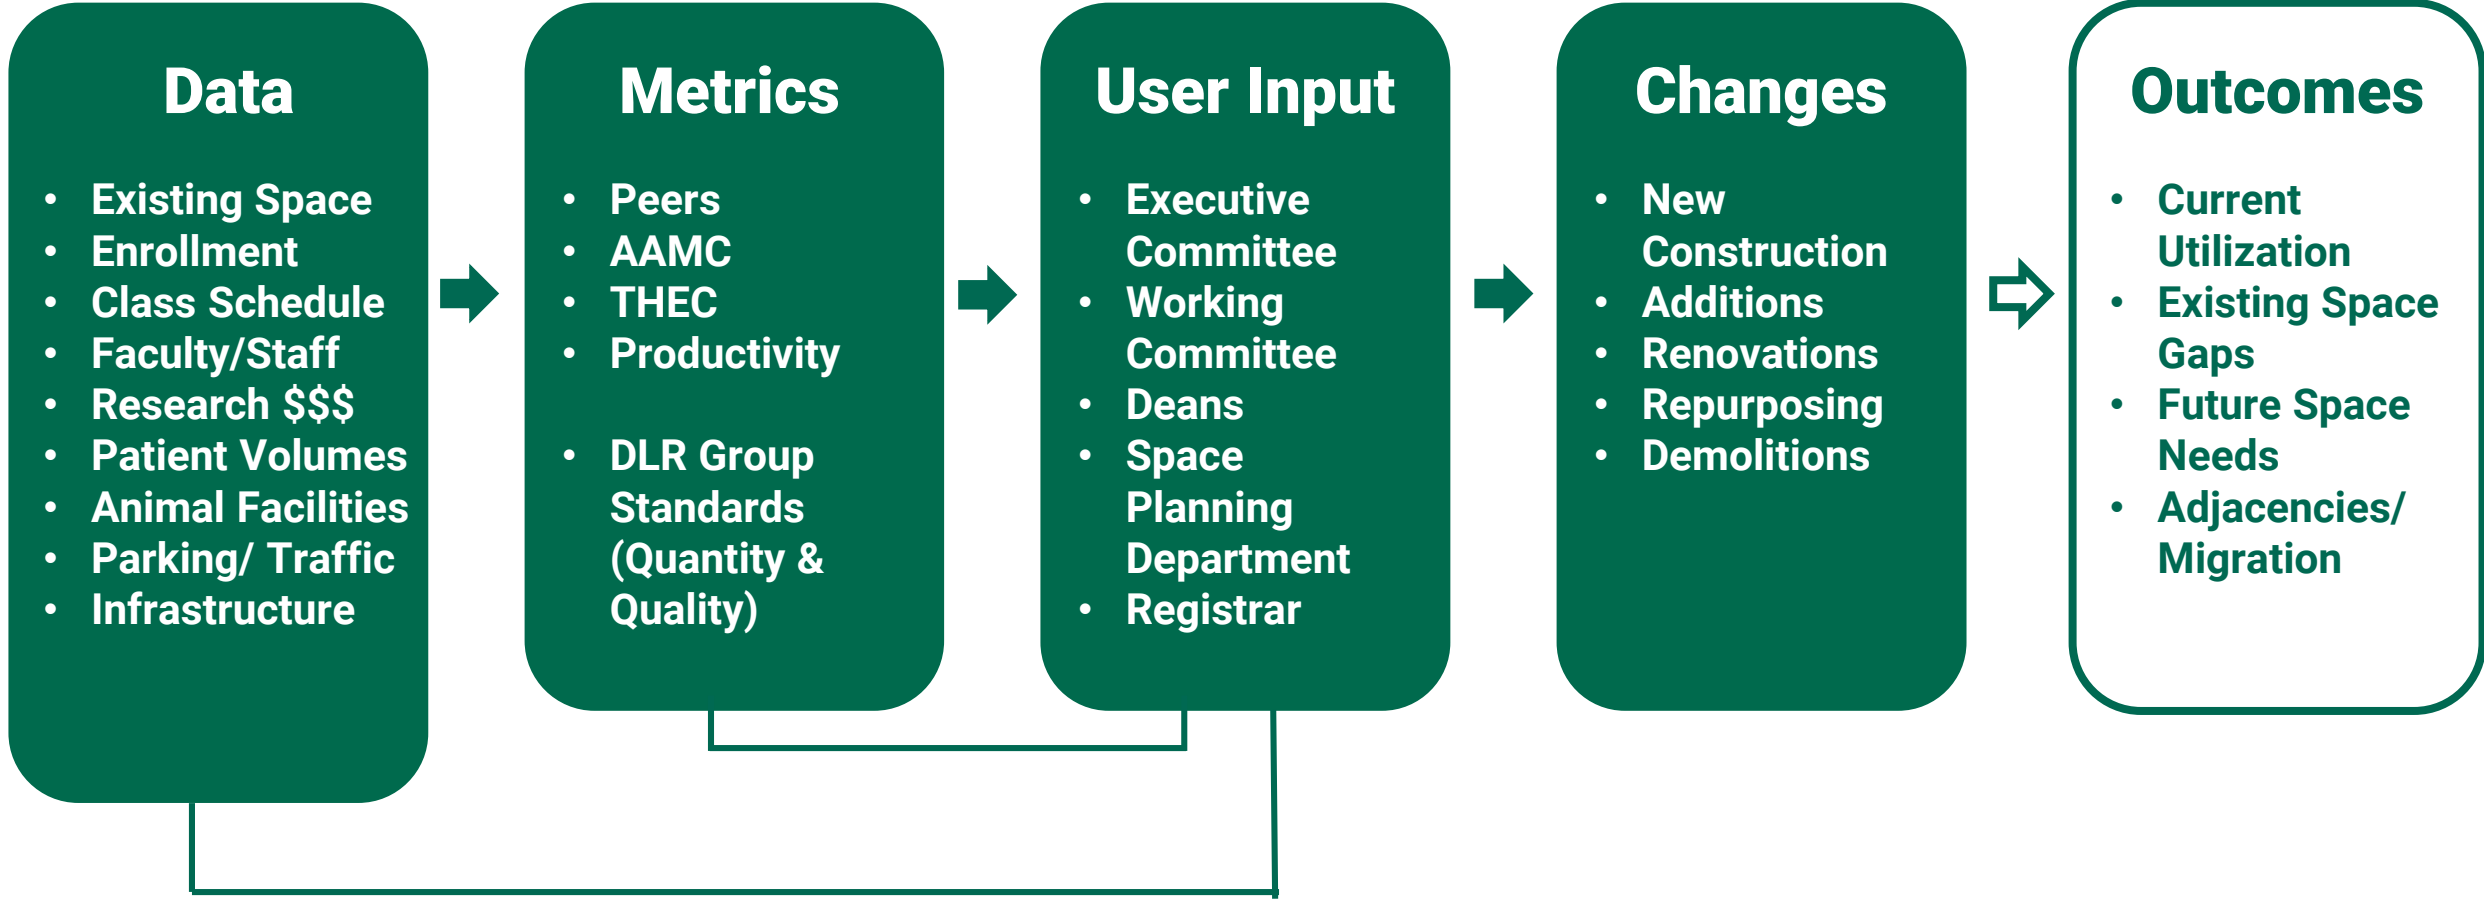 Data
• Existing Space
• Enrollment
• Class Schedule
• Faculty/Staff
• Research $$$
• Patient Volumes
• Animal Facilities
• Parking/ Traffic
• Infrastructure
Metrics
• Peers
• AAMC
• THEC
• Productivity
• DLR Group
Standards
(Quantity &
Quality)
User Input
• Executive
Committee
• Working
Committee
• Deans
• Space
Planning
Department
• Registrar
Changes
• New
Construction
• Additions
• Renovations
• Repurposing
• Demolitions
Outcomes
• Current
Utilization
• Existing Space
Gaps
• Future Space
Needs
• Adjacencies/
Migration